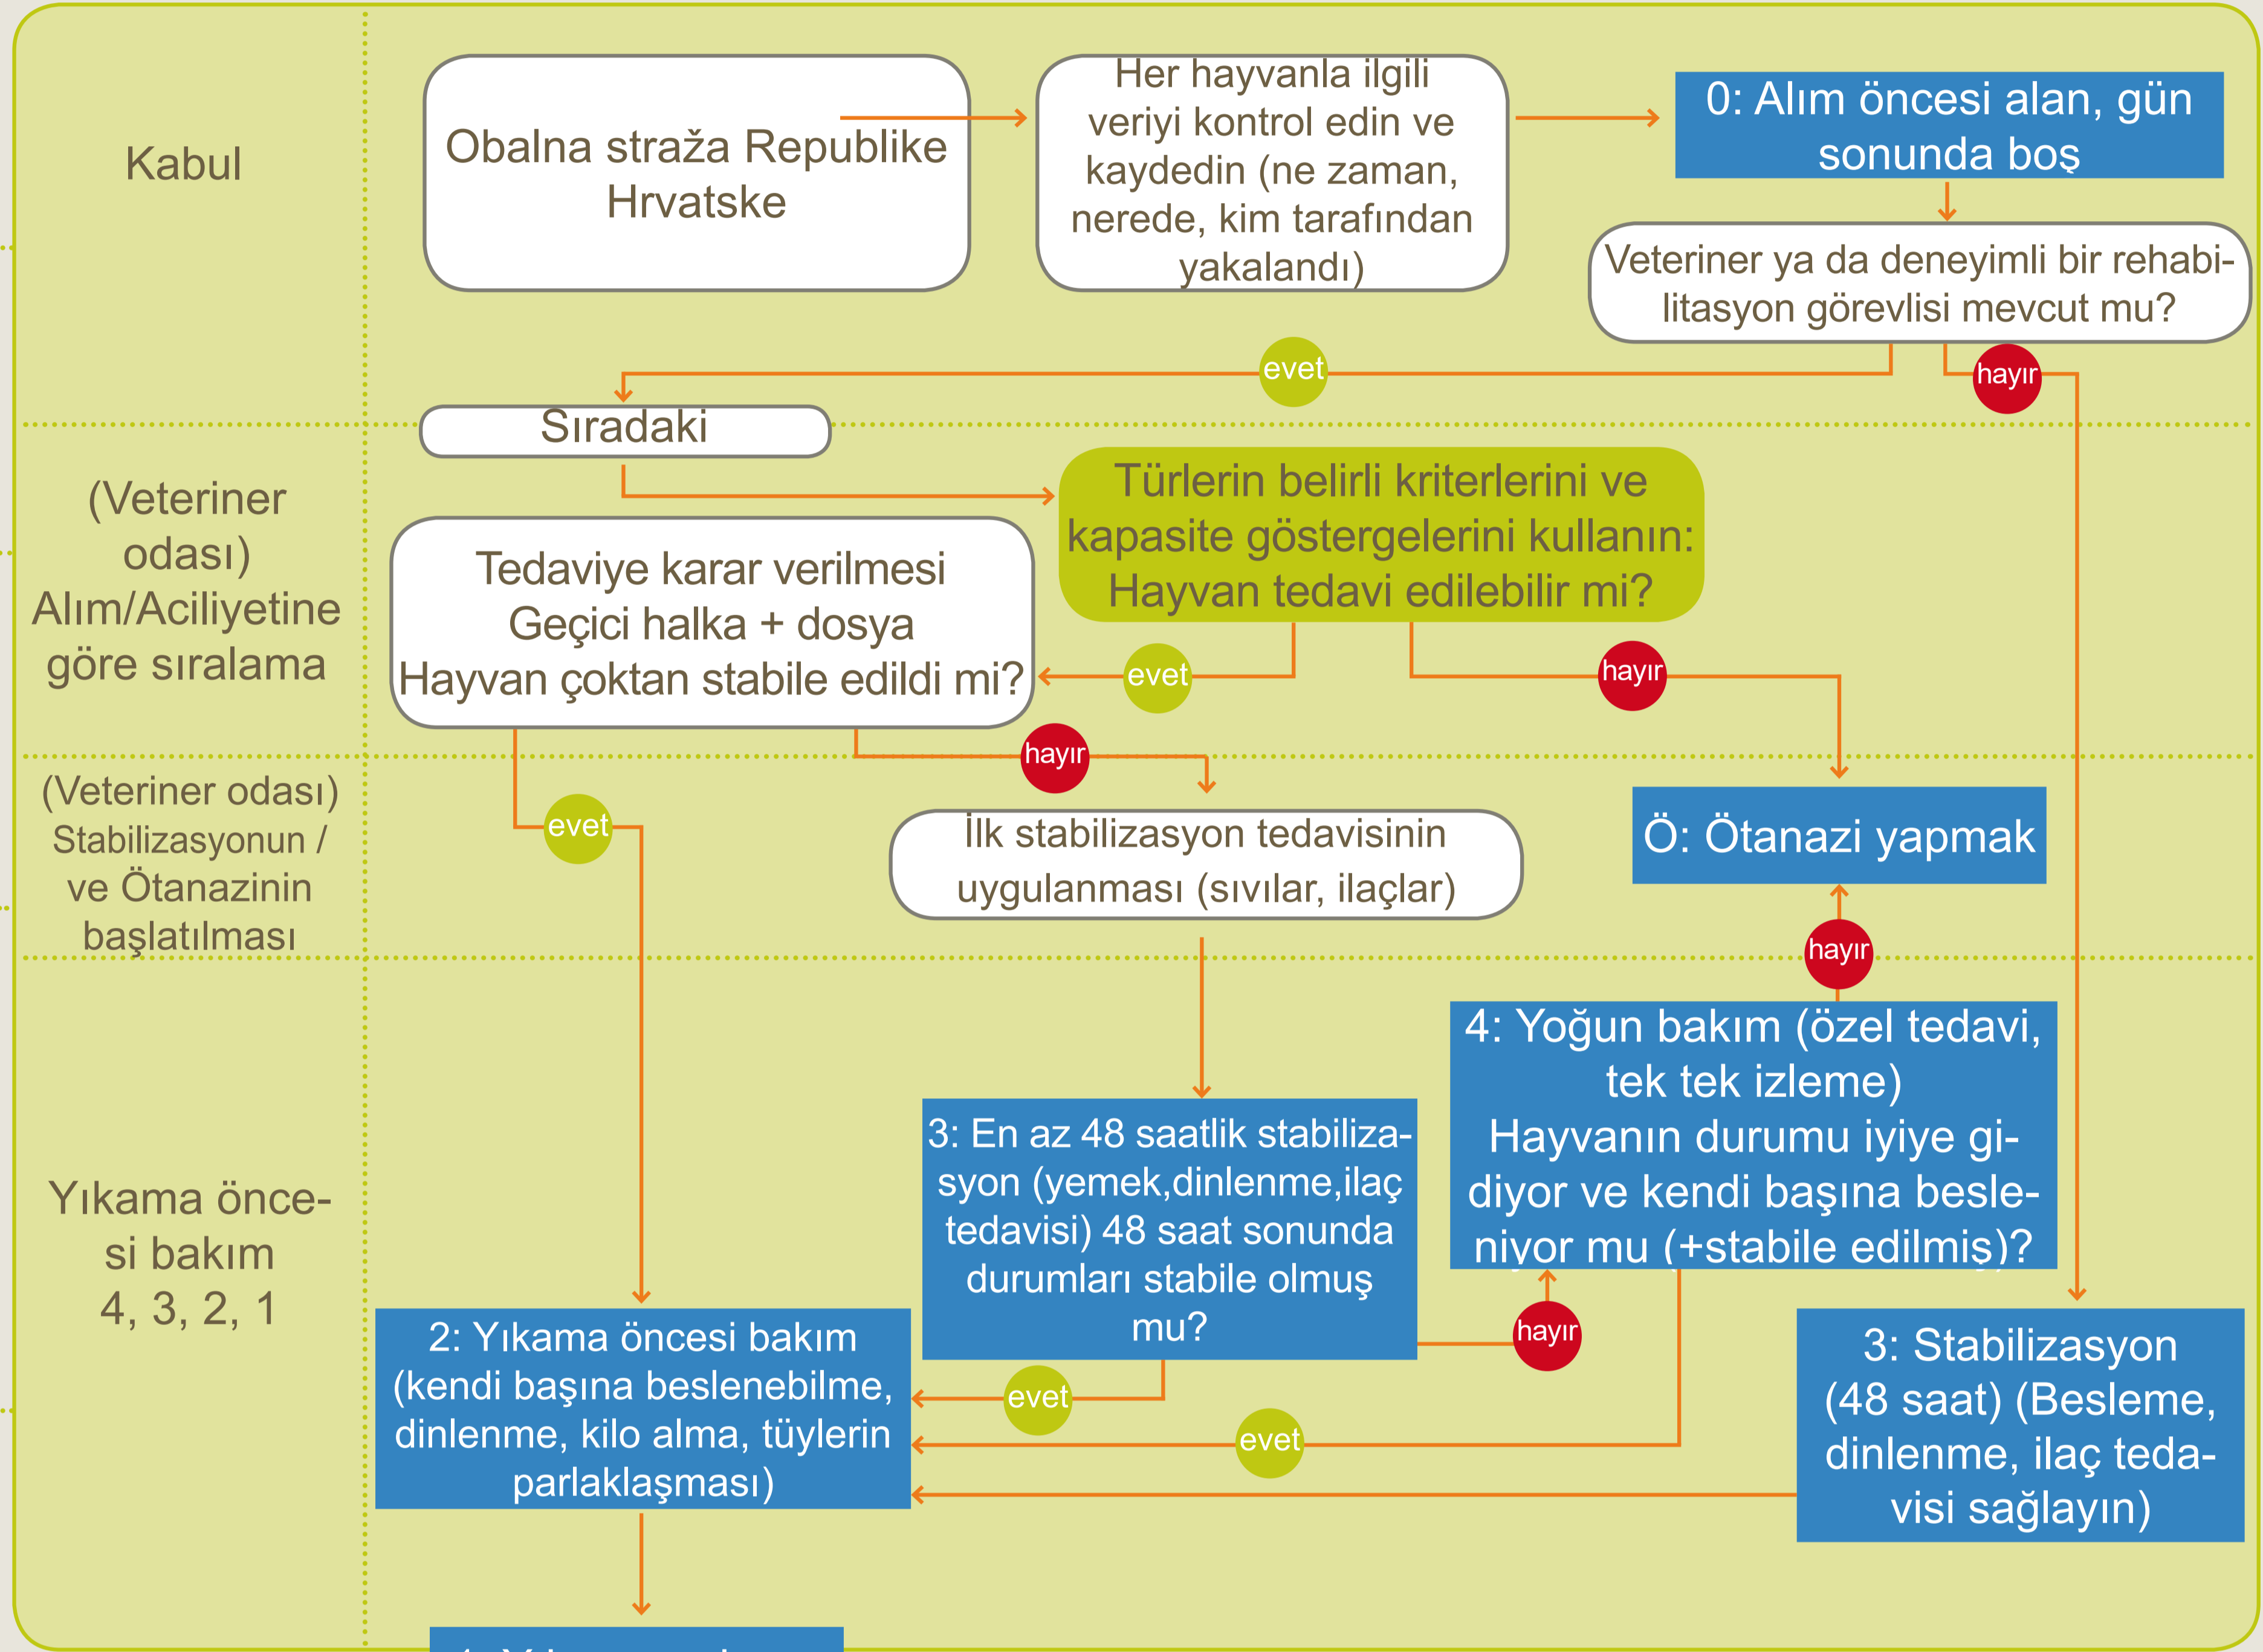 Kabul
Obalna straža Republike
Hrvatske
Her hayvanla ilgili
veriyi kontrol edin ve
kaydedin (ne zaman,
nerede, kim tarafından
yakalandı)
0: Alım öncesi alan, gün
sonunda boş
Veteriner ya da deneyimli bir rehabi-
litasyon görevlisi mevcut mu?
evet
hayır
Sıradaki
(Veteriner
odası)
Alım/Aciliyetine
göre sıralama
Türlerin belirli kriterlerini ve
kapasite göstergelerini kullanın:
Hayvan tedavi edilebilir mi?
Tedaviye karar verilmesi
Geçici halka + dosya
Hayvan çoktan stabile edildi mi?
evet
hayır
hayır
(Veteriner odası)
Stabilizasyonun /
ve Ötanazinin
başlatılması
evet
İlk stabilizasyon tedavisinin
uygulanması (sıvılar, ilaçlar)
Ö: Ötanazi yapmak
hayır
Yıkama önce-
si bakım
4, 3, 2, 1
4: Yoğun bakım (özel tedavi,
tek tek izleme)
Hayvanın durumu iyiye gi-
diyor ve kendi başına besle-
niyor mu (+stabile edilmiş)?
3: En az 48 saatlik stabiliza-
syon (yemek,dinlenme,ilaç
tedavisi) 48 saat sonunda
durumları stabile olmuş
mu?
hayır
2: Yıkama öncesi bakım
(kendi başına beslenebilme,
dinlenme, kilo alma, tüylerin
parlaklaşması)
evet
evet
3: Stabilizasyon
(48 saat) (Besleme,
dinlenme, ilaç teda-
visi sağlayın)